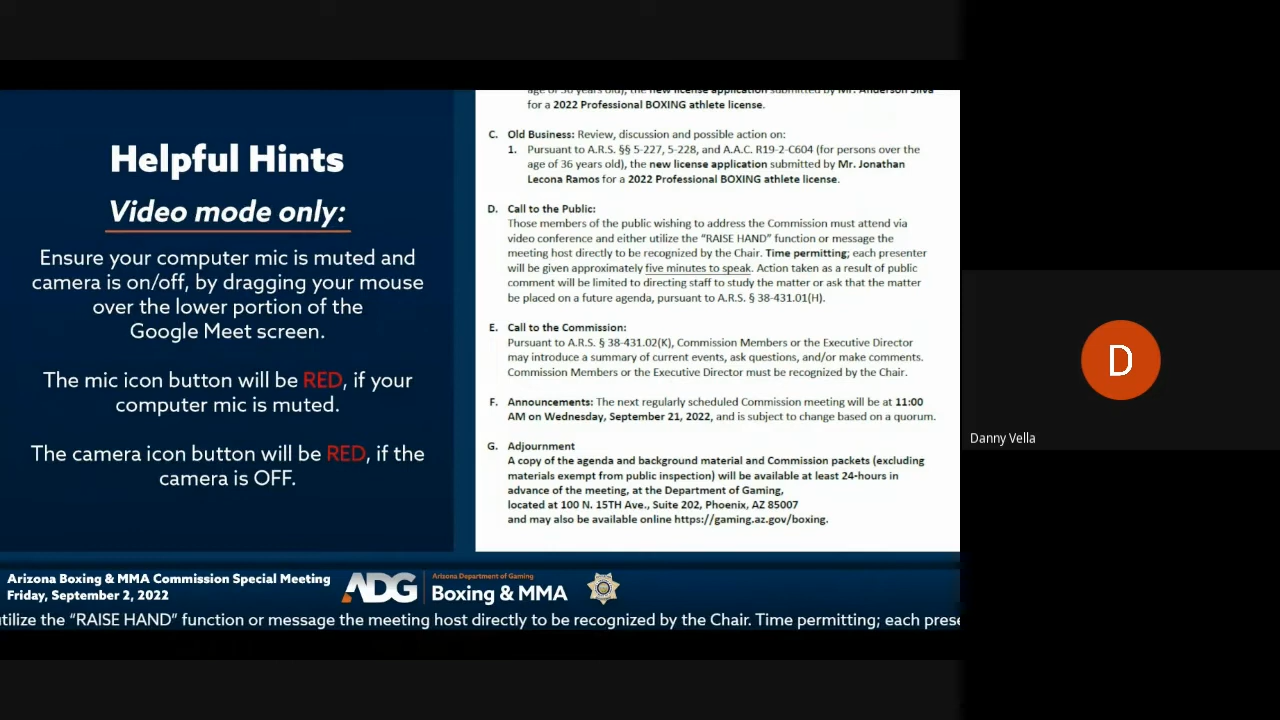 Helpful Hints
Video mode only:
Ensure your computer mic is muted and
camera is on/off, by dragging your mouse
over the lower portion of the
Google Meet screen.
The mic icon button will be RED, if your
computer mic is muted.
The camera icon button will be RED, if the
camera is OFF.
age of 36 years old), the new license application submitted by Mr. Anderson Silva
for a 2022 Professional BOXING athlete license.
C. Old Business: Review, discussion and possible action on:
1. Pursuant to A.R.S. §§ 5-227, 5-228, and A.A.C. R19-2-C604 (for persons over the
age of 36 years old), the new license application submitted by Mr. Jonathan
Lecona Ramos for a 2022 Professional BOXING athlete license.
D. Call to the Public:
Those members of the public wishing to address the Commission must attend via
video conference and either utilize the “RAISE HAND” function or message the
meeting host directly to be recognized by the Chair. Time permitting; each presenter
will be given approximately five minutes to speak. Action taken as a result of public
comment will be limited to directing staff to study the matter or ask that the matter
be placed on a future agenda, pursuant to A.R.S. § 38-431.01(H).
E. Call to the Commission:
Pursuant to A.R.S. § 38-431.02(K), Commission Members or the Executive Director
may introduce a summary of current events, ask questions, and/or make comments.
Commission Members or the Executive Director must be recognized by the Chair.
F. Announcements: The next regularly scheduled Commission meeting will be at 11:00
AM on Wednesday, September 21, 2022, and is subject to change based on a quorum.
G. Adjournment
A copy of the agenda and background material and Commission packets (excluding
materials exempt from public inspection) will be available at least 24-hours in
advance of the meeting, at the Department of Gaming,
located at 100 N. 15TH Ave., Suite 202, Phoenix, AZ 85007
and may also be available online https://gaming.az.gov/boxing.
D
Danny Vella
Arizona Boxing & MMA Commission Special Meeting
Friday, September 2, 2022
ADG
Arizona Department of Gaming
Boxing & MMA
utilize the “RAISE HAND” function or message the meeting host directly to be recognized by the Chair. Time permitting; each prese